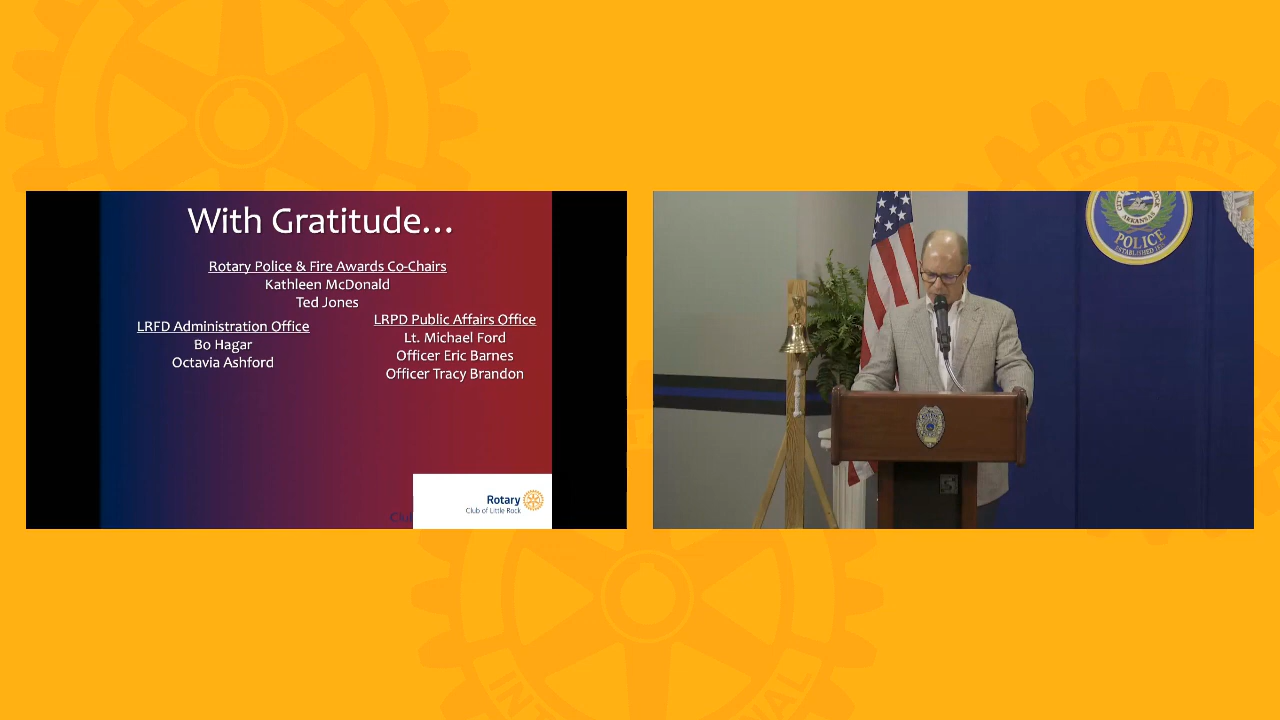 With Gratitude...
Rotary Police & Fire Awards Co-Chairs
Kathleen McDonald
Ted Jones
LRFD Administration Office
Bo Hagar
Octavia Ashford
LRPD Public Affairs Office
Lt. Michael Ford
Officer Eric Barnes
Officer Tracy Brandon
Rotary
Club of Little Rock
ARKANSAS
POLICE
ESTABLISHED
ROTARY